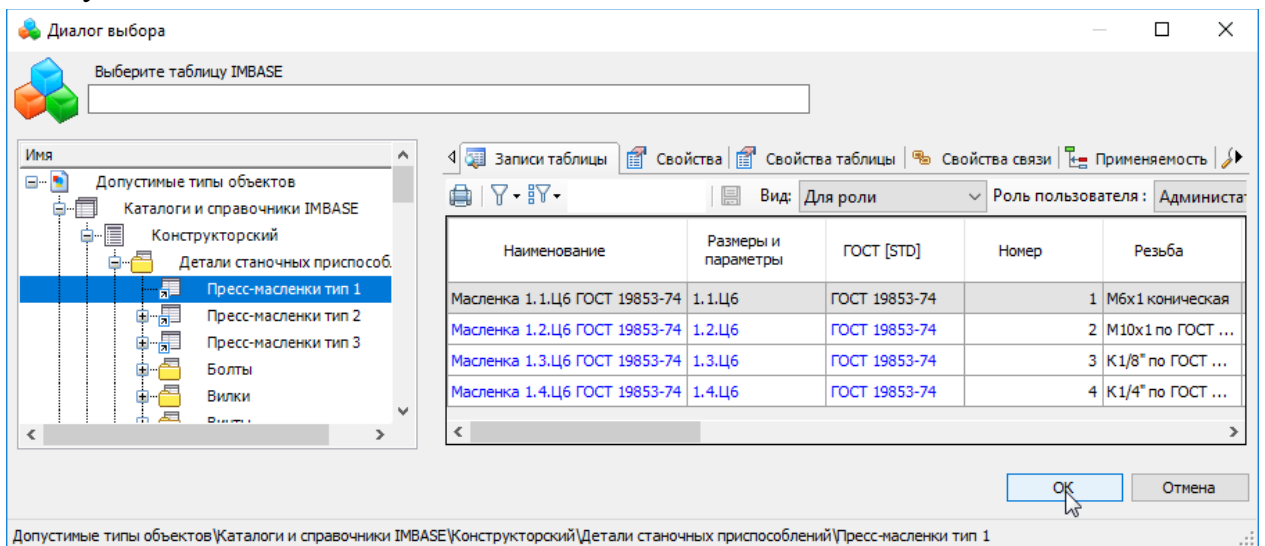 Диалог выбора
Выберите таблицу IMBASE
Имя
Допустимые типы объектов
Каталоги и справочники IMBASE
Конструкторский
Детали станочных приспособ.
Пресс-масленки тип 1
Пресс-масленки тип 2
Пресс-масленки тип 3
Болты
Вилки
Записи таблицы Свойства Свойства таблицы Свойства связи Применяемость
Вид: Для роли Роль пользователя : Администат
Наименование Размеры и параметры ГОСТ [STD] Номер Резьба
Масленка 1.1.Ц6 ГОСТ 19853-74 1.1.Ц6 ГОСТ 19853-74 1 М6х1 коническая
Масленка 1.2.Ц6 ГОСТ 19853-74 1.2.Ц6 ГОСТ 19853-74 2 М10х1 по ГОСТ ...
Масленка 1.3.Ц6 ГОСТ 19853-74 1.3.Ц6 ГОСТ 19853-74 3 К1/8" по ГОСТ ...
Масленка 1.4.Ц6 ГОСТ 19853-74 1.4.Ц6 ГОСТ 19853-74 4 К1/4" по ГОСТ ...
ОК Отмена
Допустимые типы объектов\Каталоги и справочники IMBASE\Конструкторский\Детали станочных приспособлений\Пресс-масленки тип 1